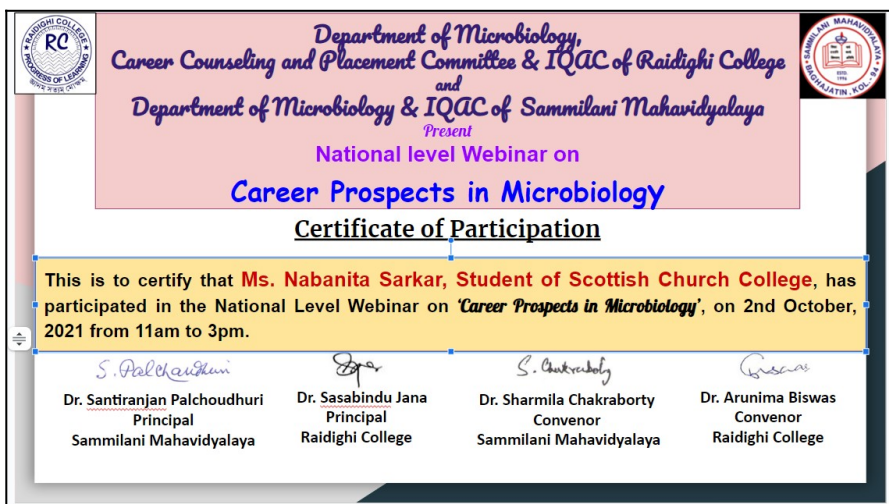 RAIDIGHI COLLEGE
RC
PROGRESS OF LEARNING
SAMMILANI MAHAVIDYALAYA
ESTD.
1996
BAGHAJATIN, KOL.-94
Department of Microbiology,
Career Counseling and Placement Committee & IQAC of Raidighi College
and
Department of Microbiology & IQAC of Sammilani Mahavidyalaya
Present
National level Webinar on
Career Prospects in Microbiology
Certificate of Participation
This is to certify that Ms. Nabanita Sarkar, Student of Scottish Church College, has
participated in the National Level Webinar on ‘Career Prospects in Microbiology’, on 2nd October,
2021 from 11am to 3pm.
S. Palchaudhuri
S. Chakraborty
Dr. Santiranjan Palchoudhuri
Principal
Sammilani Mahavidyalaya
Dr. Sasabindu Jana
Principal
Raidighi College
Dr. Sharmila Chakraborty
Convenor
Sammilani Mahavidyalaya
Dr. Arunima Biswas
Convenor
Raidighi College